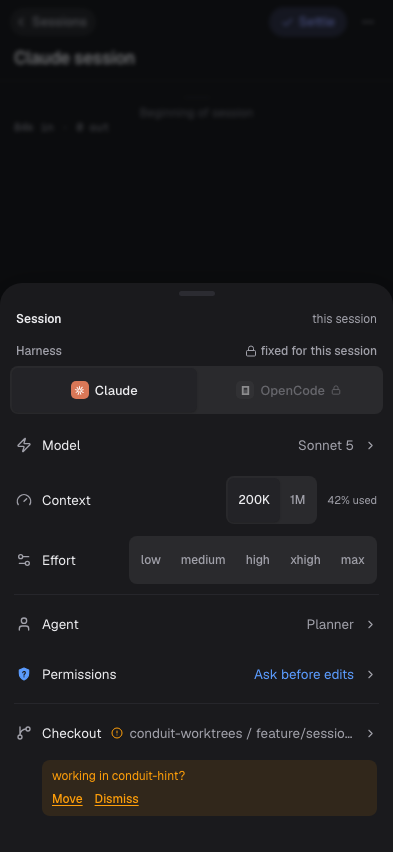 Sessions
Settle
Claude session
Beginning of session
Session
this session
Harness
fixed for this session
Claude
OpenCode
Model
Sonnet 5
Context
200K
1M
42% used
Effort
low
medium
high
xhigh
max
Agent
Planner
Permissions
Ask before edits
Checkout
conduit-worktrees / feature/sessio...
working in conduit-hint?
Move
Dismiss